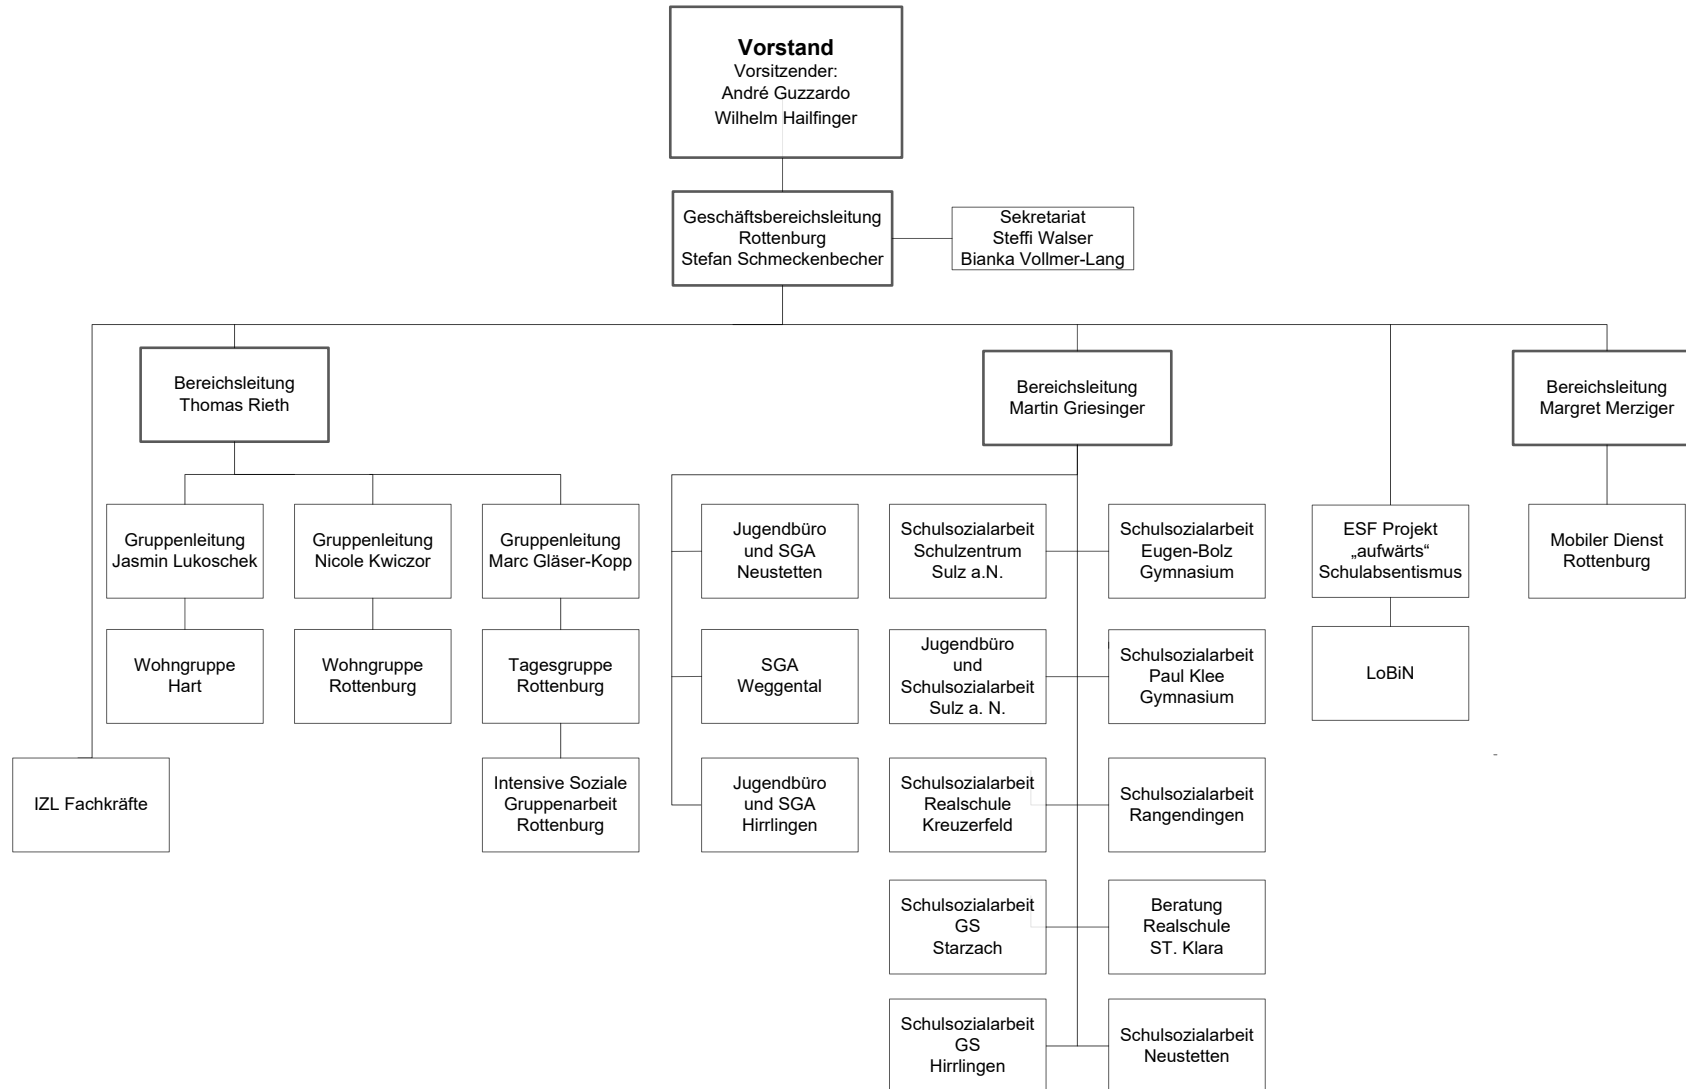 Vorstand
Vorsitzender:
André Guzzardo
Wilhelm Hailfinger
Geschäftsbereichsleitung
Rottenburg
Stefan Schmeckenbecher
Sekretariat
Steffi Walser
Bianka Vollmer-Lang
Bereichsleitung
Thomas Rieth
Bereichsleitung
Martin Griesinger
Bereichsleitung
Margret Merziger
Gruppenleitung
Jasmin Lukoschek
Gruppenleitung
Nicole Kwiczor
Gruppenleitung
Marc Gläser-Kopp
Jugendbüro
und SGA
Neustetten
Schulsozialarbeit
Schulzentrum
Sulz a.N.
Schulsozialarbeit
Eugen-Bolz
Gymnasium
ESF Projekt
„aufwärts“
Schulabsentismus
Mobiler Dienst
Rottenburg
Wohngruppe
Hart
Wohngruppe
Rottenburg
Tagesgruppe
Rottenburg
SGA
Weggental
Jugendbüro
und
Schulsozialarbeit
Sulz a. N.
Schulsozialarbeit
Paul Klee
Gymnasium
LoBiN
IZL Fachkräfte
Intensive Soziale
Gruppenarbeit
Rottenburg
Jugendbüro
und SGA
Hirrlingen
Schulsozialarbeit
Realschule
Kreuzerfeld
Schulsozialarbeit
Rangendingen
Schulsozialarbeit
GS
Starzach
Beratung
Realschule
ST. Klara
Schulsozialarbeit
GS
Hirrlingen
Schulsozialarbeit
Neustetten